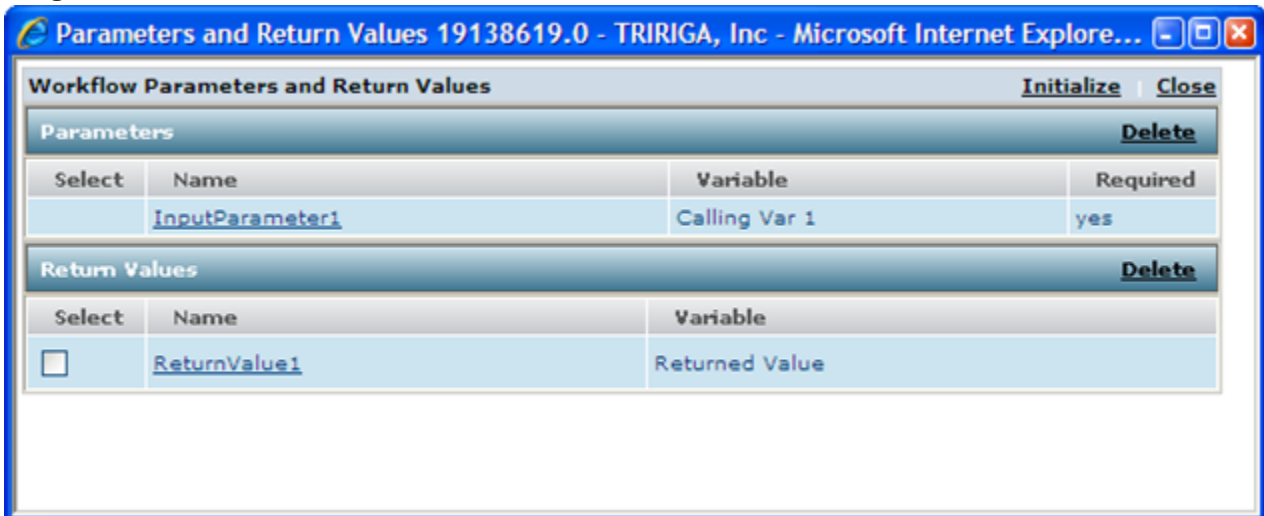 Parameters and Return Values 19138619.0 - TRIRIGA, Inc - Microsoft Internet Explore...
Workflow Parameters and Return Values Initialize Close
Parameters Delete
Select Name Variable Required
InputParameter1 Calling Var 1 yes
Return Values Delete
Select Name Variable
ReturnValue1 Returned Value